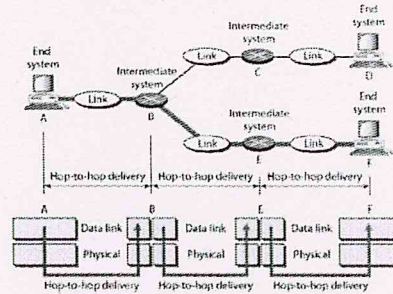 Intermediate system
End system
Link
C
Link
D
Intermediate system
End system
Link
A
B
Intermediate system
End system
Link
E
Link
F
Hop-to-hop delivery
Hop-to-hop delivery
Hop-to-hop delivery
A
B
E
F
Data link
Data link
Data link
Physical
Physical
Physical
Hop-to-hop delivery
Hop-to-hop delivery
Hop-to-hop delivery